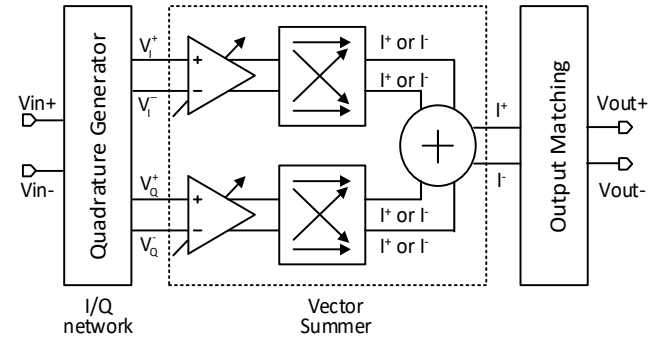 Vin+
Vin-
Quadrature Generator
I/Q
network
V_I^+
V_I^-
V_Q^+
V_Q^-
+
−
+
−
I+ or I-
I+ or I-
I+ or I-
I+ or I-
+
Vector
Summer
I+
I-
Output Matching
Vout+
Vout-